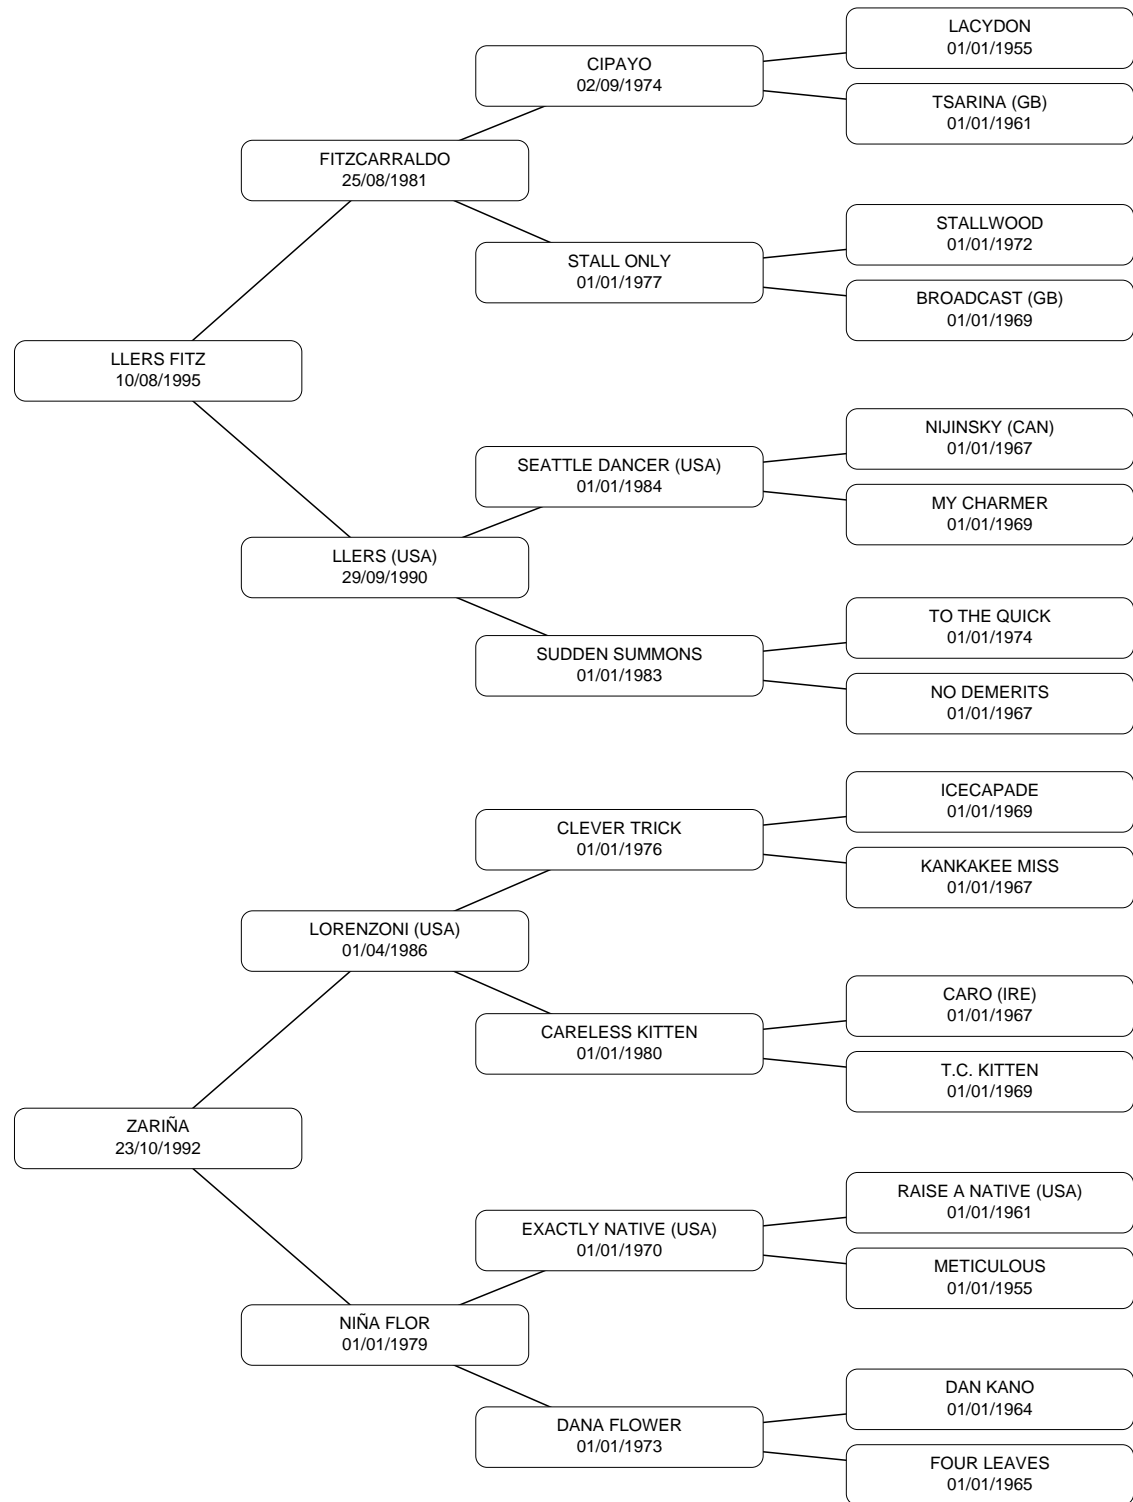 LACYDON
01/01/1955
CIPAYO
02/09/1974
TSARINA (GB)
01/01/1961
FITZCARRALDO
25/08/1981
STALLWOOD
01/01/1972
STALL ONLY
01/01/1977
BROADCAST (GB)
01/01/1969
LLERS FITZ
10/08/1995
NIJINSKY (CAN)
01/01/1967
SEATTLE DANCER (USA)
01/01/1984
MY CHARMER
01/01/1969
LLERS (USA)
29/09/1990
TO THE QUICK
01/01/1974
SUDDEN SUMMONS
01/01/1983
NO DEMERITS
01/01/1967
ICECAPADE
01/01/1969
CLEVER TRICK
01/01/1976
KANKAKEE MISS
01/01/1967
LORENZONI (USA)
01/04/1986
CARO (IRE)
01/01/1967
CARELESS KITTEN
01/01/1980
T.C. KITTEN
01/01/1969
ZARIÑA
23/10/1992
RAISE A NATIVE (USA)
01/01/1961
EXACTLY NATIVE (USA)
01/01/1970
METICULOUS
01/01/1955
NIÑA FLOR
01/01/1979
DAN KANO
01/01/1964
DANA FLOWER
01/01/1973
FOUR LEAVES
01/01/1965